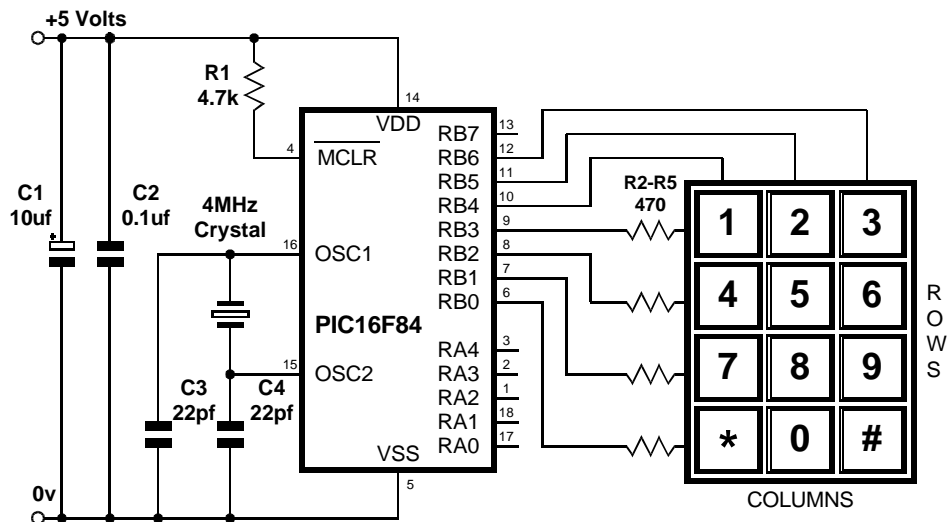 +5 Volts
R1
4.7k
14
VDD
4
MCLR
RB7
13
RB6
12
RB5
11
RB4
10
RB3
9
RB2
8
RB1
7
RB0
6
C1
10uf
C2
0.1uf
4MHz
Crystal
16
OSC1
PIC16F84
15
OSC2
RA4
3
RA3
2
RA2
1
RA1
18
RA0
17
C3
22pf
C4
22pf
VSS
5
0v
R2-R5
470
1 2 3
4 5 6
7 8 9
* 0 #
ROWS
COLUMNS